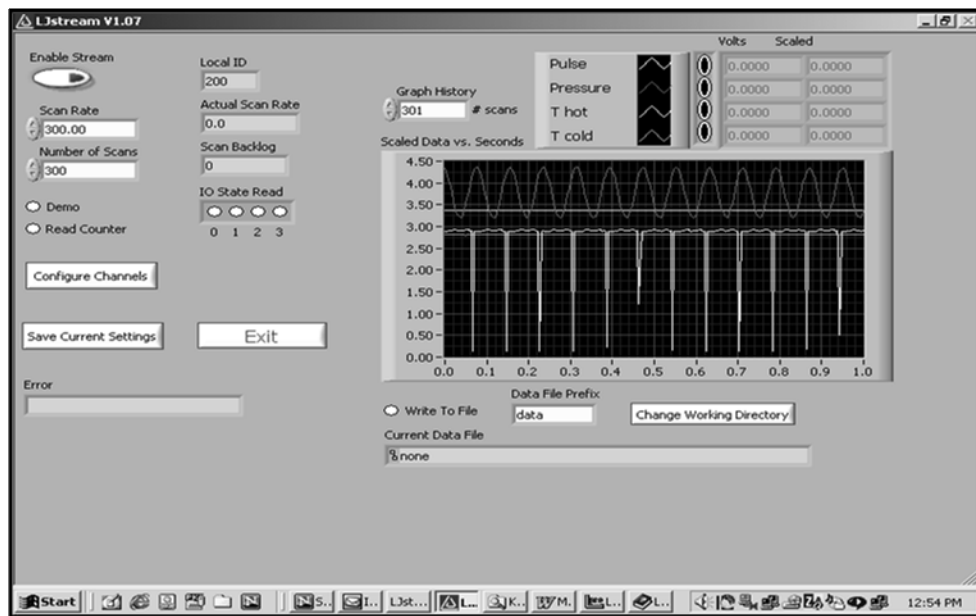 LJstream V1.07
Enable Stream
Scan Rate
300.00
Number of Scans
300
Demo
Read Counter
Configure Channels
Save Current Settings
Exit
Error
Local ID
200
Actual Scan Rate
0.0
Scan Backlog
0
IO State Read
0 1 2 3
Graph History
301 # scans
Volts Scaled
Pulse 0.0000 0.0000
Pressure 0.0000 0.0000
T hot 0.0000 0.0000
T cold 0.0000 0.0000
Scaled Data vs. Seconds
4.50
4.00
3.50
3.00
2.50
2.00
1.50
1.00
0.50
0.00
0.0 0.1 0.2 0.3 0.4 0.5 0.6 0.7 0.8 0.9 1.0
Write To File
Data File Prefix
data
Change Working Directory
Current Data File
none
Start S.. I.. LJst... L... K... M. L.. L.. 12:54 PM